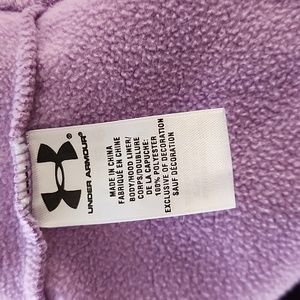 UNDER ARMOUR®
MADE IN CHINA
FABRIQUÉ EN CHINE
BODY/HOOD LINER/
CORPS/DOUBLURE
DE LA CAPUCHE:
100% POLYESTER
EXCLUSIVE OF DECORATION
SAUF DÉCORATION